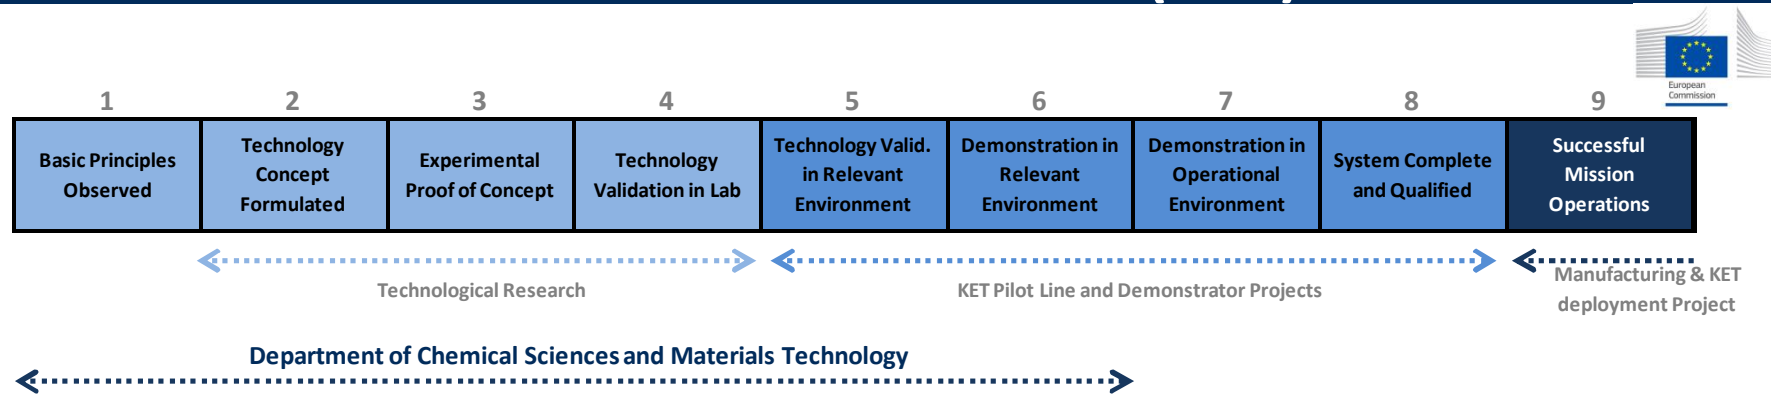 European
Commission
1 2 3 4 5 6 7 8 9
Basic Principles
Observed
Technology
Concept
Formulated
Experimental
Proof of Concept
Technology
Validation in Lab
Technology Valid.
in Relevant
Environment
Demonstration in
Relevant
Environment
Demonstration in
Operational
Environment
System Complete
and Qualified
Successful
Mission
Operations
Technological Research
KET Pilot Line and Demonstrator Projects
Manufacturing & KET
deployment Project
Department of Chemical Sciences and Materials Technology